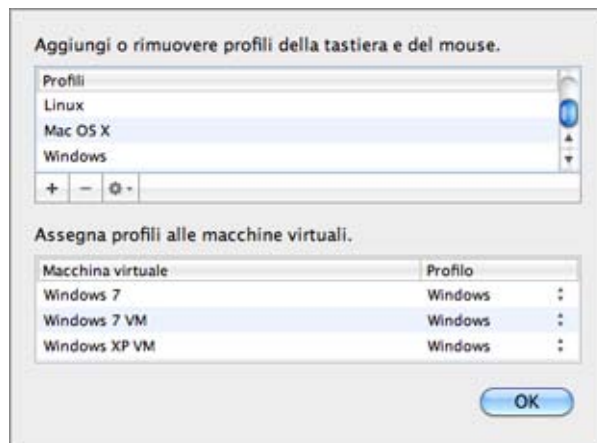 Aggiungi o rimuovere profili della tastiera e del mouse.
Profili
Linux
Mac OS X
Windows
+ −
Assegna profili alle macchine virtuali.
Macchina virtuale Profilo
Windows 7 Windows
Windows 7 VM Windows
Windows XP VM Windows
OK